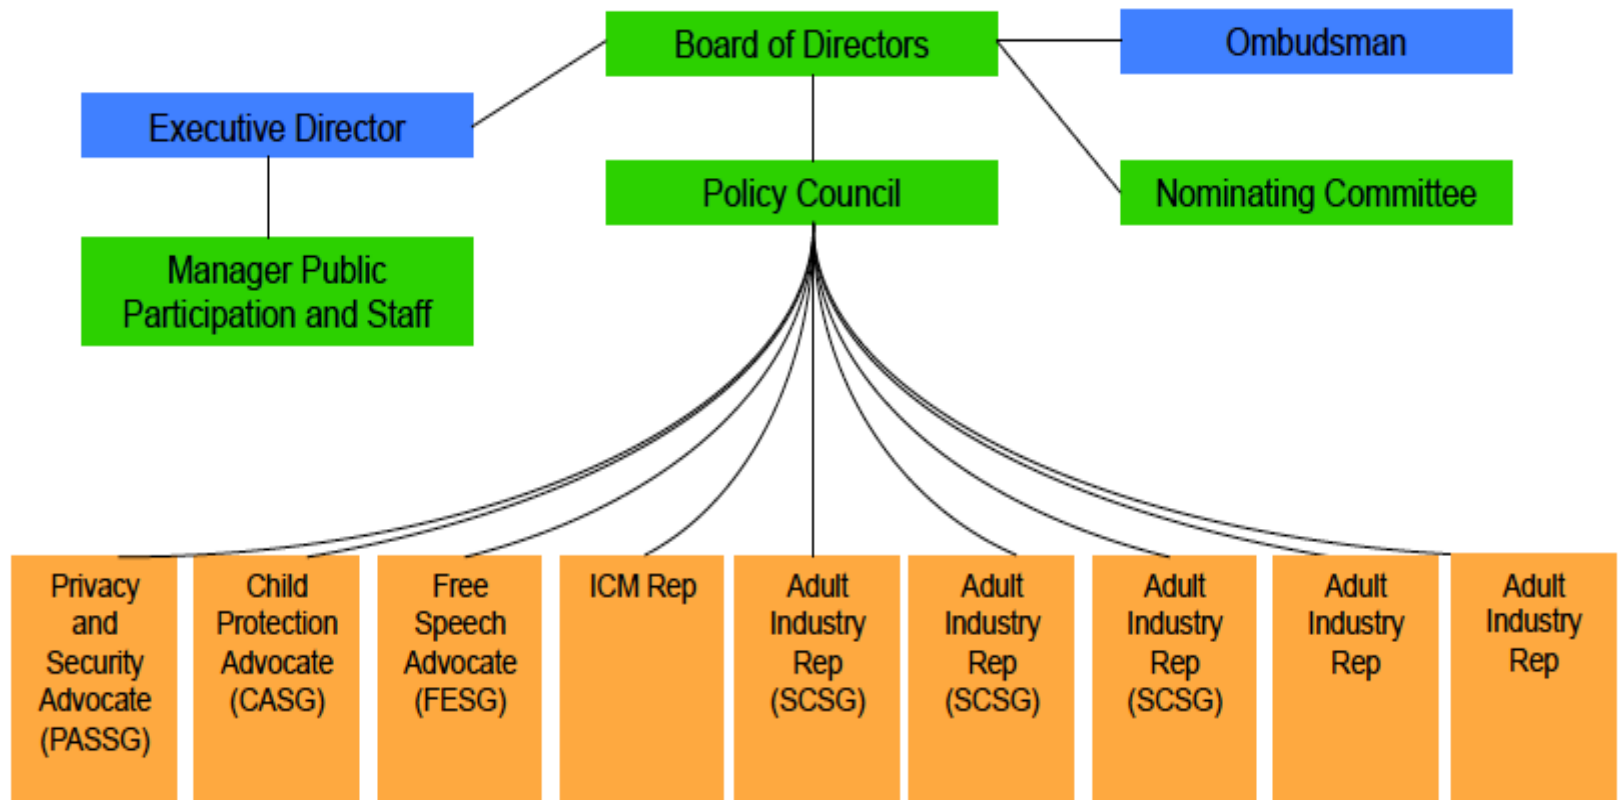 Board of Directors
Ombudsman
Executive Director
Policy Council
Nominating Committee
Manager Public
Participation and Staff
Privacy
and
Security
Advocate
(PASSG)
Child
Protection
Advocate
(CASG)
Free
Speech
Advocate
(FESG)
ICM Rep
Adult
Industry
Rep
(SCSG)
Adult
Industry
Rep
(SCSG)
Adult
Industry
Rep
(SCSG)
Adult
Industry
Rep
Adult
Industry
Rep